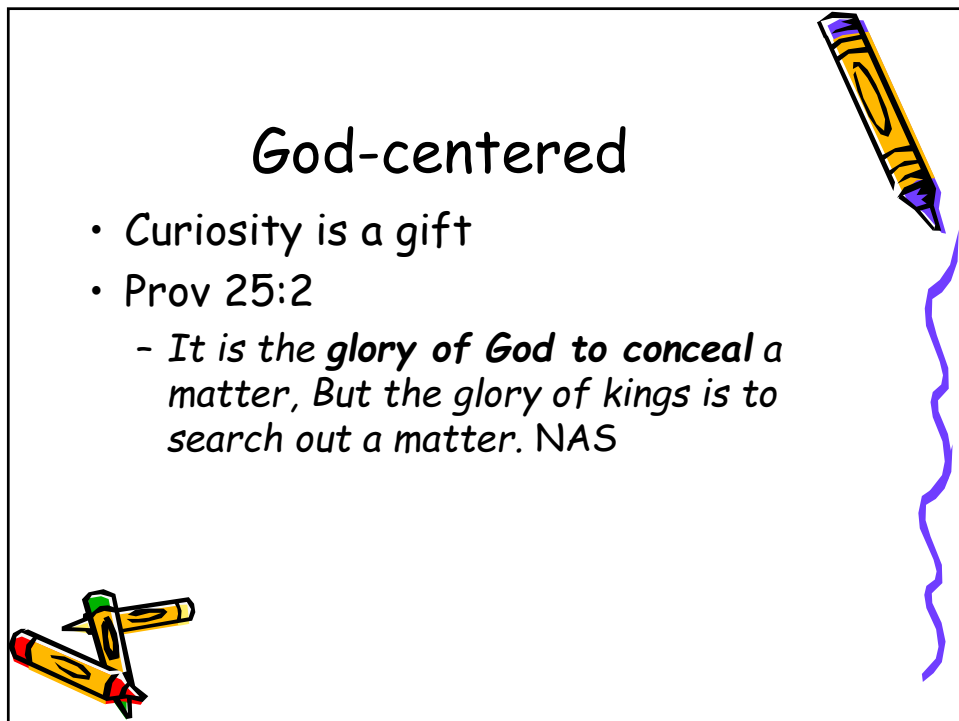 God-centered
• Curiosity is a gift
• Prov 25:2
– It is the glory of God to conceal a
matter, But the glory of kings is to
search out a matter. NAS